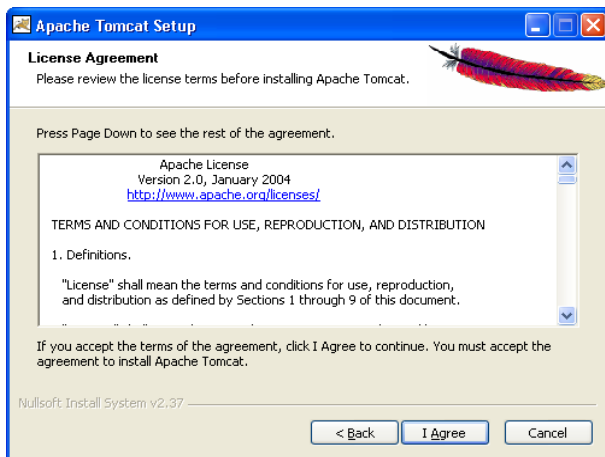 Apache Tomcat Setup
License Agreement
Please review the license terms before installing Apache Tomcat.
Press Page Down to see the rest of the agreement.
Apache License
Version 2.0, January 2004
http://www.apache.org/licenses/
TERMS AND CONDITIONS FOR USE, REPRODUCTION, AND DISTRIBUTION
1. Definitions.
"License" shall mean the terms and conditions for use, reproduction,
and distribution as defined by Sections 1 through 9 of this document.
If you accept the terms of the agreement, click I Agree to continue. You must accept the
agreement to install Apache Tomcat.
Nullsoft Install System v2.37
< Back
I Agree
Cancel